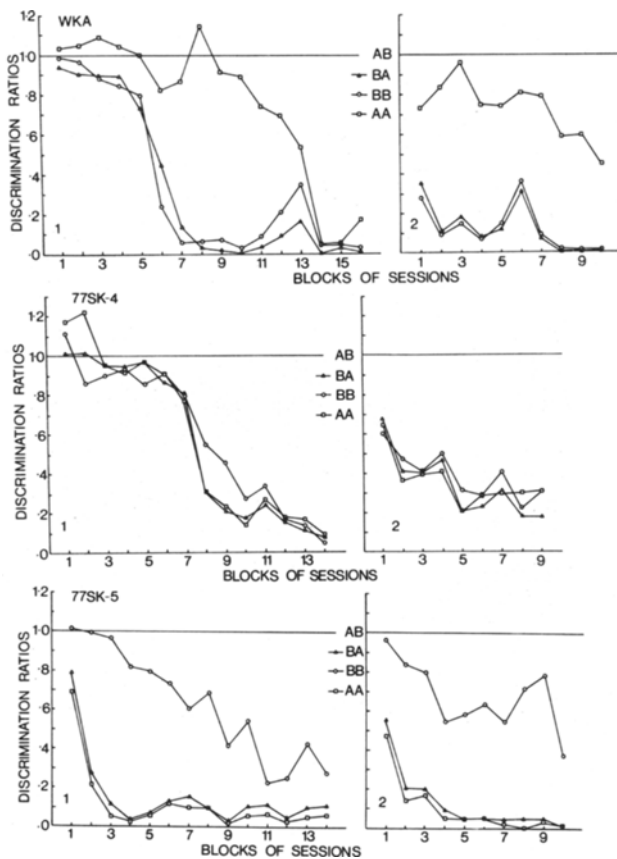 WKA
DISCRIMINATION RATIOS
1·2
1·0
·8
·6
·4
·2
·0
AB
BA
BB
AA
1
2
1 3 5 7 9 11 13 15
1 3 5 7 9
BLOCKS OF SESSIONS
77SK-4
DISCRIMINATION RATIOS
1·2
1·0
·8
·6
·4
·2
·0
AB
BA
BB
AA
1
2
1 3 5 7 9 11 13
1 3 5 7 9
BLOCKS OF SESSIONS
77SK-5
DISCRIMINATION RATIOS
1·2
1·0
·8
·6
·4
·2
·0
AB
BA
BB
AA
1
2
1 3 5 7 9 11 13
1 3 5 7 9
BLOCKS OF SESSIONS